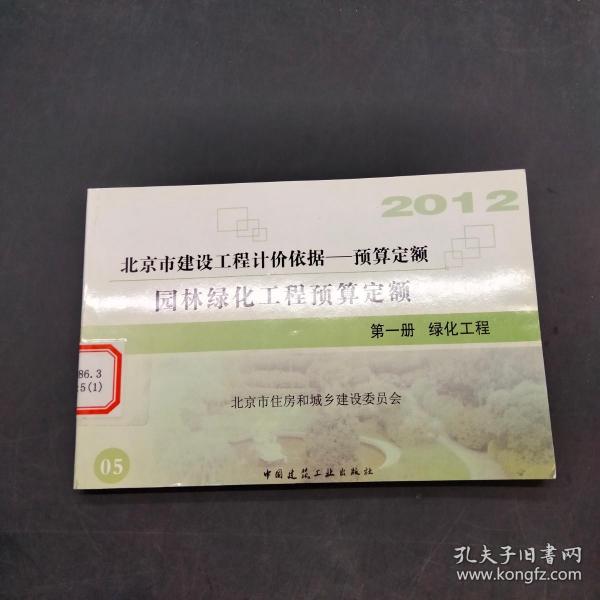 2012
北京市建设工程计价依据——预算定额
园林绿化工程预算定额
第一册 绿化工程
86.3
:5(1)
北京市住房和城乡建设委员会
05
中国建筑工业出版社
孔夫子旧书网
www.kongfz.com